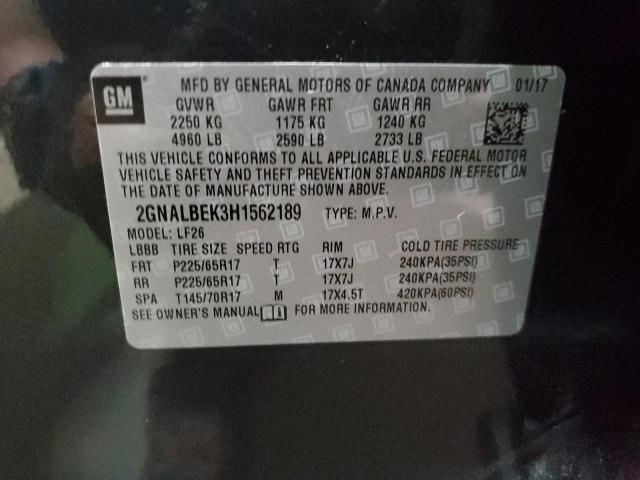 GM MFD BY GENERAL MOTORS OF CANADA COMPANY 01/17
GVWR GAWR FRT GAWR RR
2250 KG 1175 KG 1240 KG
4960 LB 2590 LB 2733 LB
THIS VEHICLE CONFORMS TO ALL APPLICABLE U.S. FEDERAL MOTOR
VEHICLE SAFETY AND THEFT PREVENTION STANDARDS IN EFFECT ON
THE DATE OF MANUFACTURE SHOWN ABOVE.
2GNALBEK3H1562189 TYPE: M.P.V.
MODEL: LF26
LBBB TIRE SIZE SPEED RTG RIM COLD TIRE PRESSURE
FRT P225/65R17 T 17X7J 240KPA(35PSI)
RR P225/65R17 T 17X7J 240KPA(35PSI)
SPA T145/70R17 M 17X4.5T 420KPA(60PSI)
SEE OWNER'S MANUAL FOR MORE INFORMATION.